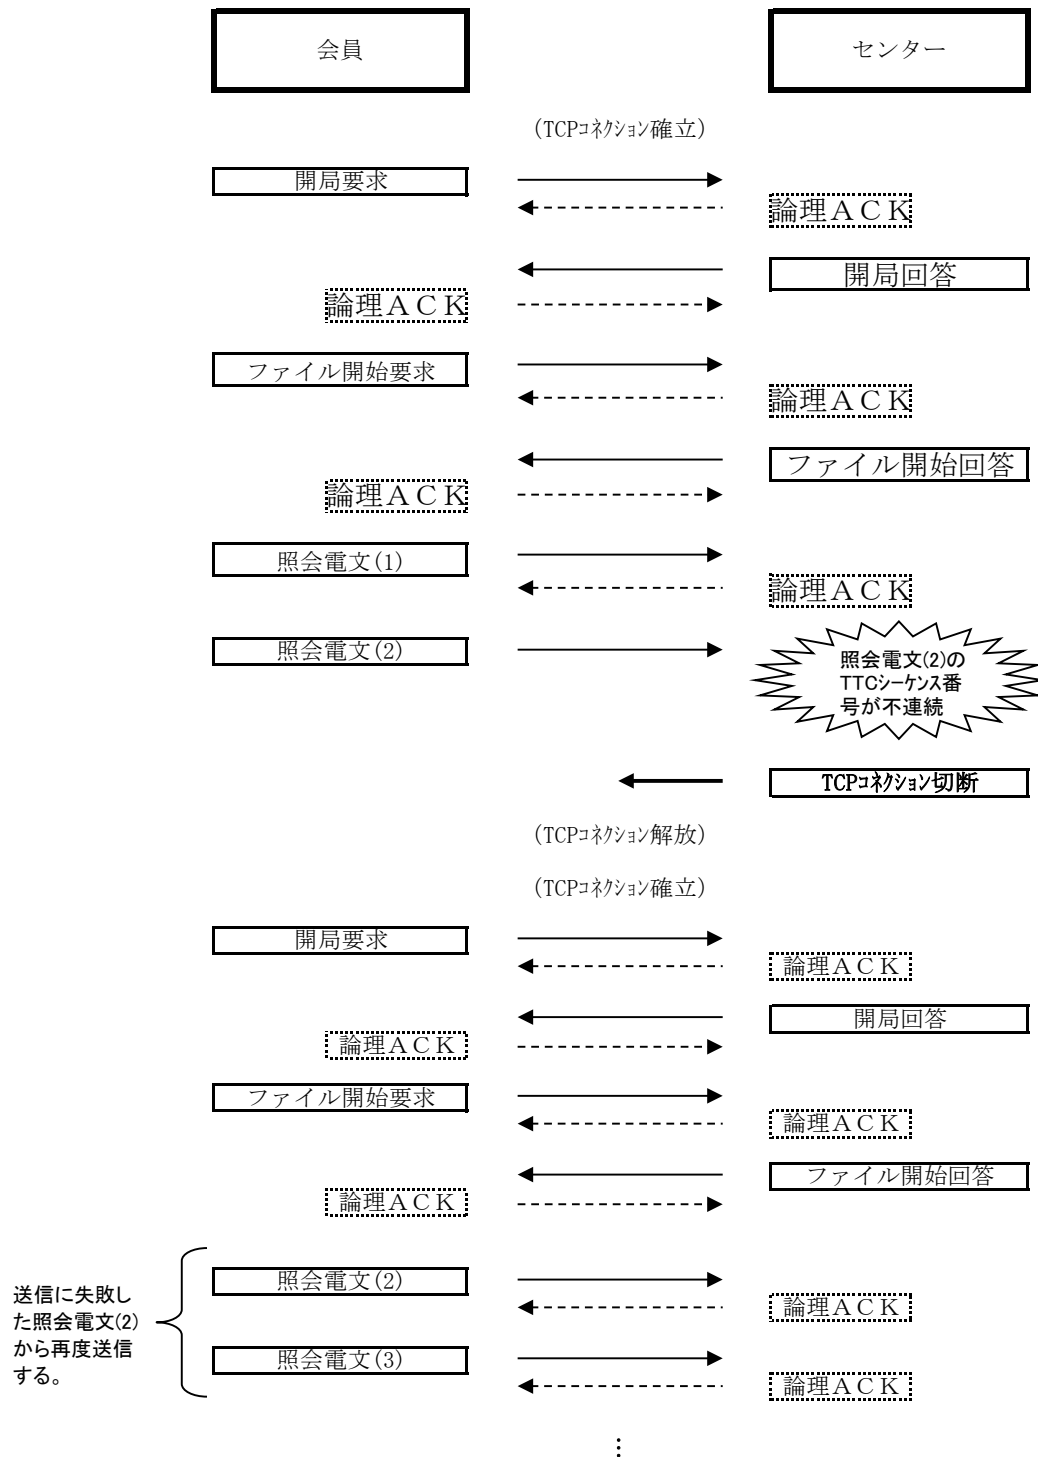 会員
センター
（TCPｺﾈｸｼｮﾝ確立）
開局要求
論理ＡＣＫ
開局回答
論理ＡＣＫ
ファイル開始要求
論理ＡＣＫ
ファイル開始回答
論理ＡＣＫ
照会電文(1)
論理ＡＣＫ
照会電文(2)
照会電文(2)の
TTCｼｰｹﾝｽ番
号が不連続
TCPｺﾈｸｼｮﾝ切断
（TCPｺﾈｸｼｮﾝ解放）
（TCPｺﾈｸｼｮﾝ確立）
開局要求
論理ＡＣＫ
開局回答
論理ＡＣＫ
ファイル開始要求
論理ＡＣＫ
ファイル開始回答
論理ＡＣＫ
送信に失敗し
た照会電文(2)
から再度送信
する。
照会電文(2)
論理ＡＣＫ
照会電文(3)
論理ＡＣＫ
⋮